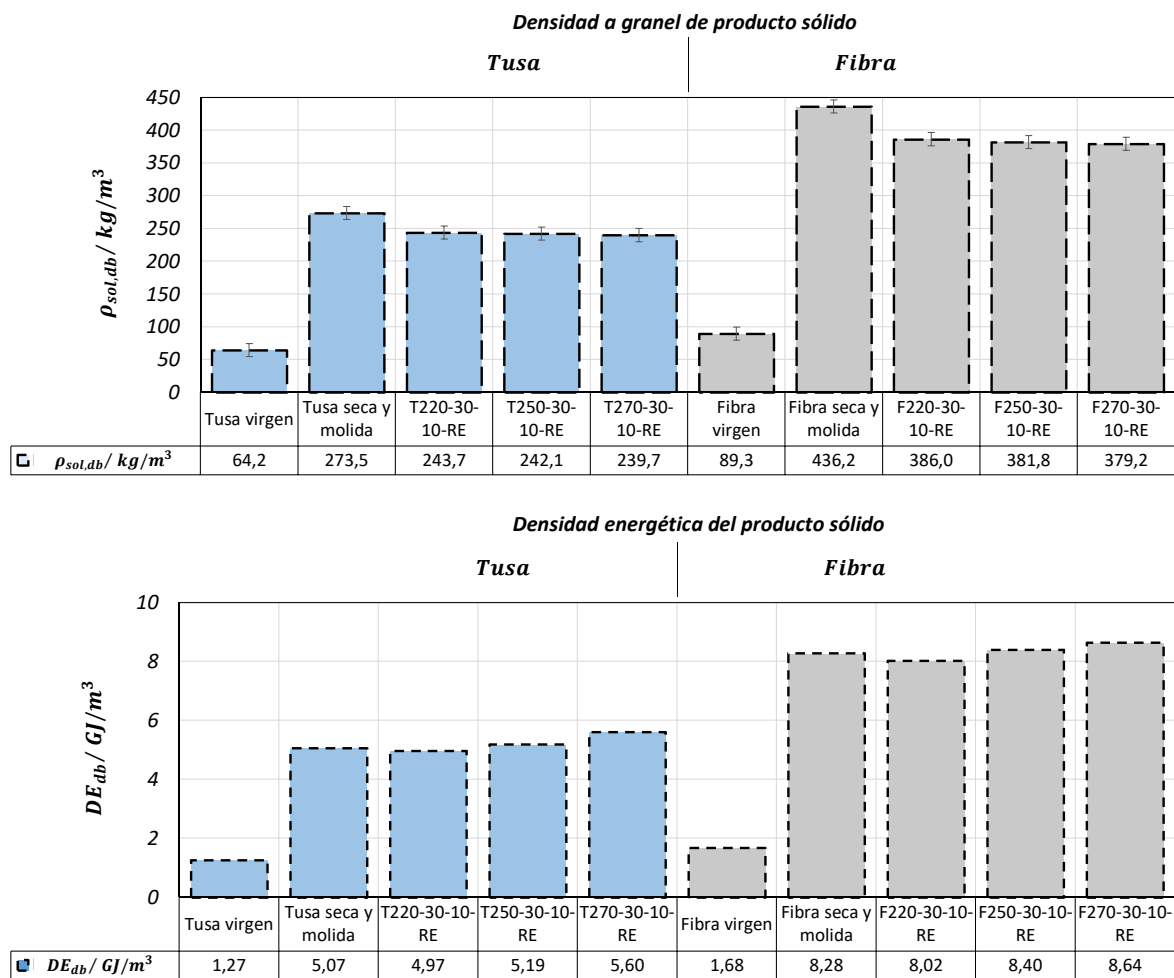 Densidad a granel de producto sólido
Tusa Fibra
ρsol,db/ kg/m³
450
400
350
300
250
200
150
100
50
0
Tusa virgen Tusa seca y molida T220-30-10-RE T250-30-10-RE T270-30-10-RE Fibra virgen Fibra seca y molida F220-30-10-RE F250-30-10-RE F270-30-10-RE
ρsol,db/ kg/m³ 64,2 273,5 243,7 242,1 239,7 89,3 436,2 386,0 381,8 379,2
Densidad energética del producto sólido
Tusa Fibra
DEdb/ GJ/m³
10
8
6
4
2
0
Tusa virgen Tusa seca y molida T220-30-10-RE T250-30-10-RE T270-30-10-RE Fibra virgen Fibra seca y molida F220-30-10-RE F250-30-10-RE F270-30-10-RE
DEdb/ GJ/m³ 1,27 5,07 4,97 5,19 5,60 1,68 8,28 8,02 8,40 8,64